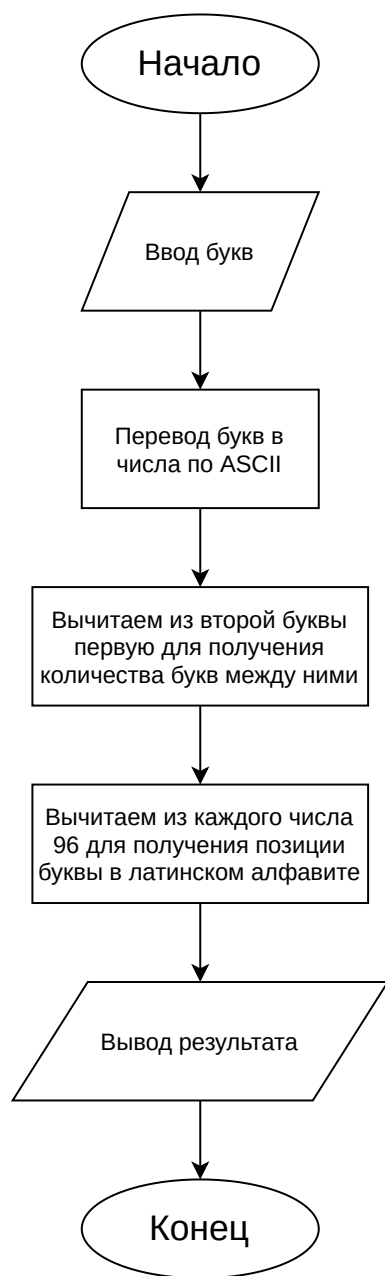 Начало
Ввод букв
Перевод букв в
числа по ASCII
Вычитаем из второй буквы
первую для получения
количества букв между ними
Вычитаем из каждого числа
96 для получения позиции
буквы в латинском алфавите
Вывод результата
Конец